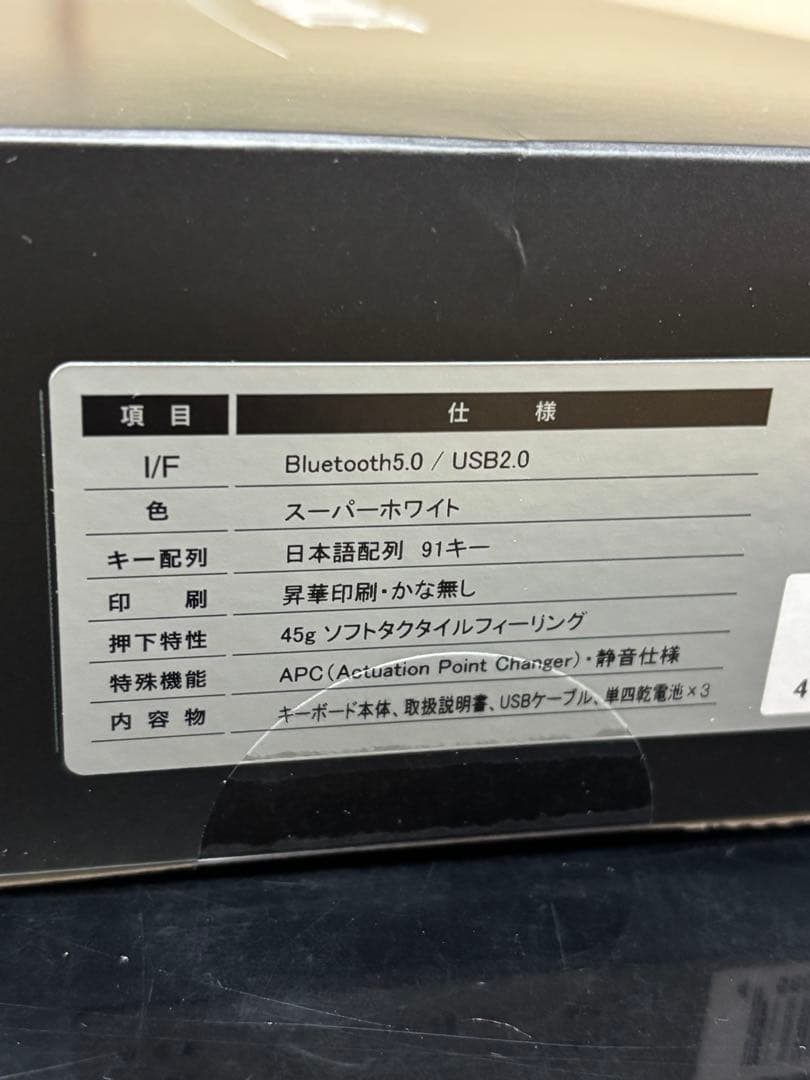 項目 仕様
I/F Bluetooth5.0 / USB2.0
色 スーパーホワイト
キー配列 日本語配列 91キー
印刷 昇華印刷・かな無し
押下特性 45g ソフトタクタイルフィーリング
特殊機能 APC(Actuation Point Changer)・静音仕様
内容物 キーボード本体、取扱説明書、USBケーブル、単四乾電池×3
4